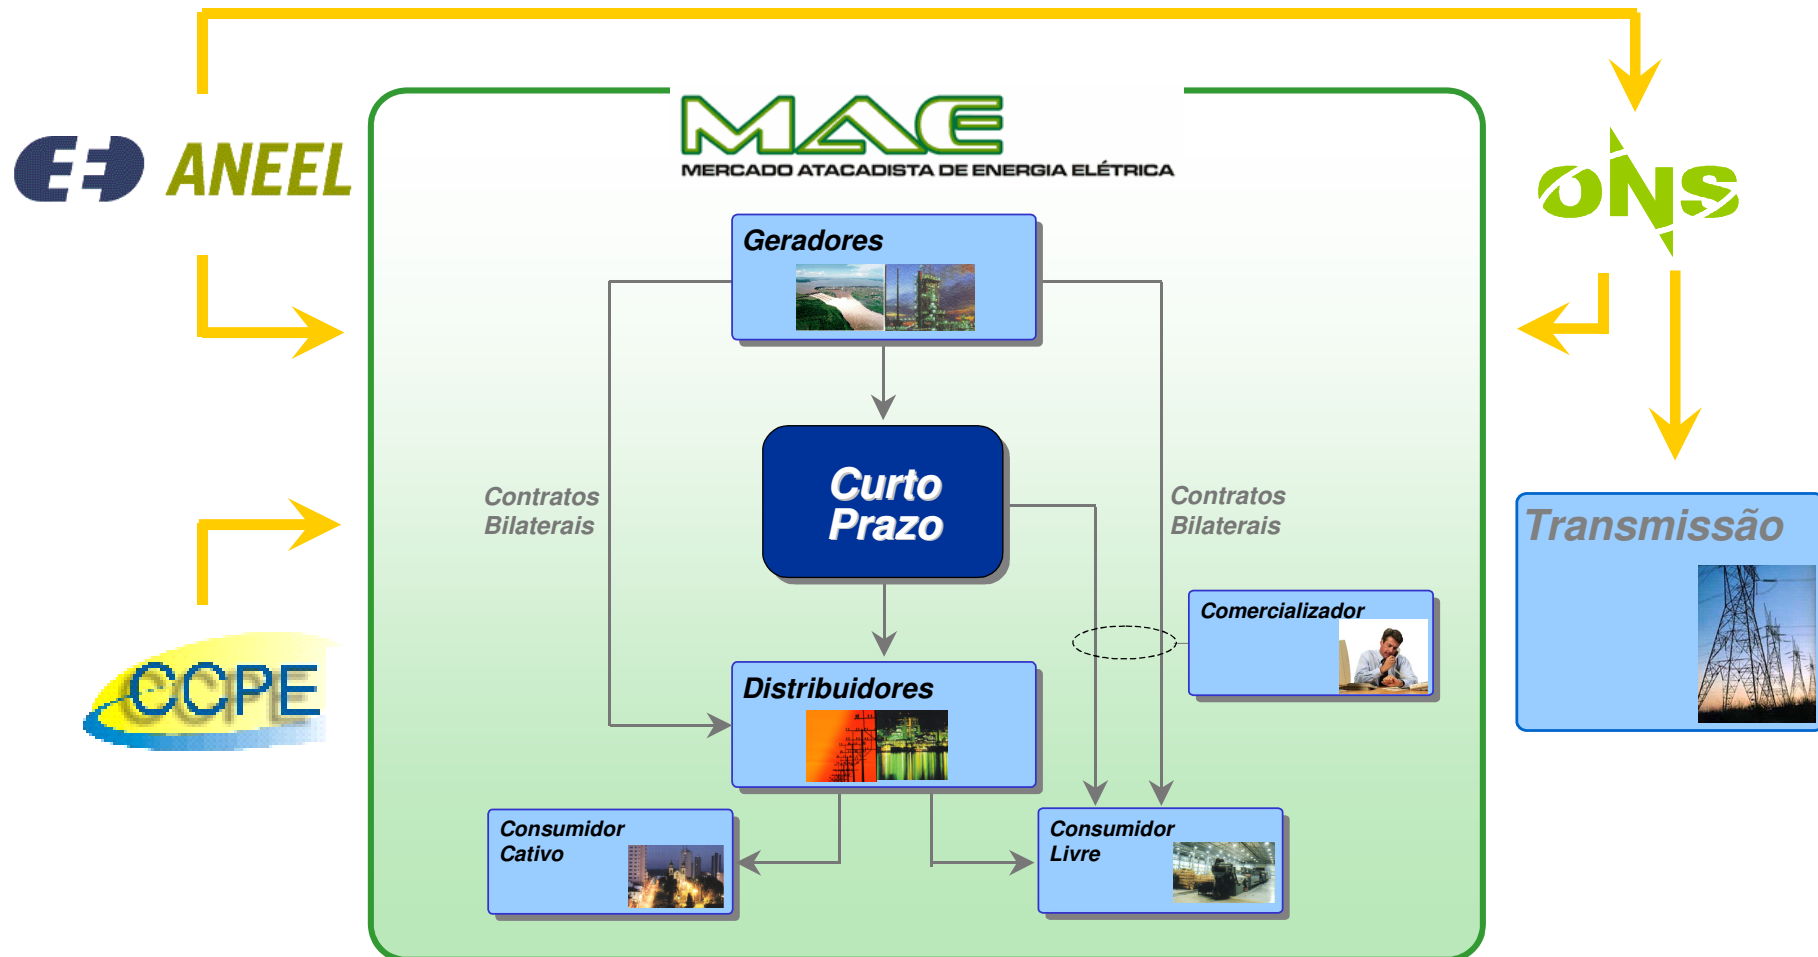 MAE
MERCADO ATACADISTA DE ENERGIA ELÉTRICA
ANEEL
ONS
Geradores
Curto
Prazo
Contratos
Bilaterais
Contratos
Bilaterais
Transmissão
Comercializador
CCPE
Distribuidores
Consumidor
Cativo
Consumidor
Livre